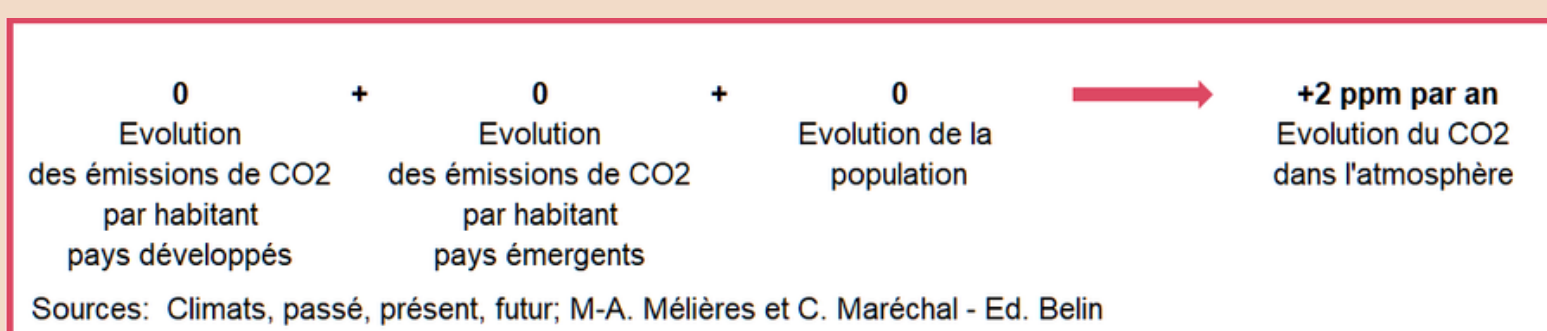 0 + 0 + 0 +2 ppm par an
Evolution Evolution Evolution de la Evolution du CO2
des émissions de CO2 des émissions de CO2 population dans l'atmosphère
par habitant par habitant
pays développés pays émergents
Sources: Climats, passé, présent, futur; M-A. Mélières et C. Maréchal - Ed. Belin